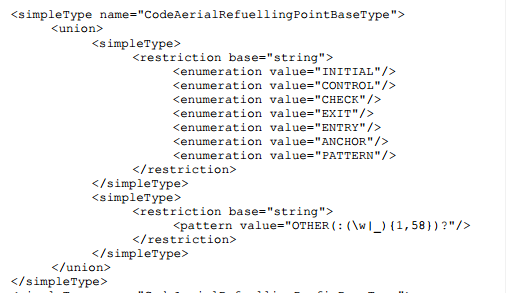 <simpleType name="CodeAerialRefuellingPointBaseType">
<union>
<simpleType>
<restriction base="string">
<enumeration value="INITIAL"/>
<enumeration value="CONTROL"/>
<enumeration value="CHECK"/>
<enumeration value="EXIT"/>
<enumeration value="ENTRY"/>
<enumeration value="ANCHOR"/>
<enumeration value="PATTERN"/>
</restriction>
</simpleType>
<simpleType>
<restriction base="string">
<pattern value="OTHER(:(\w|_){1,58})?"/>
</restriction>
</simpleType>
</union>
</simpleType>